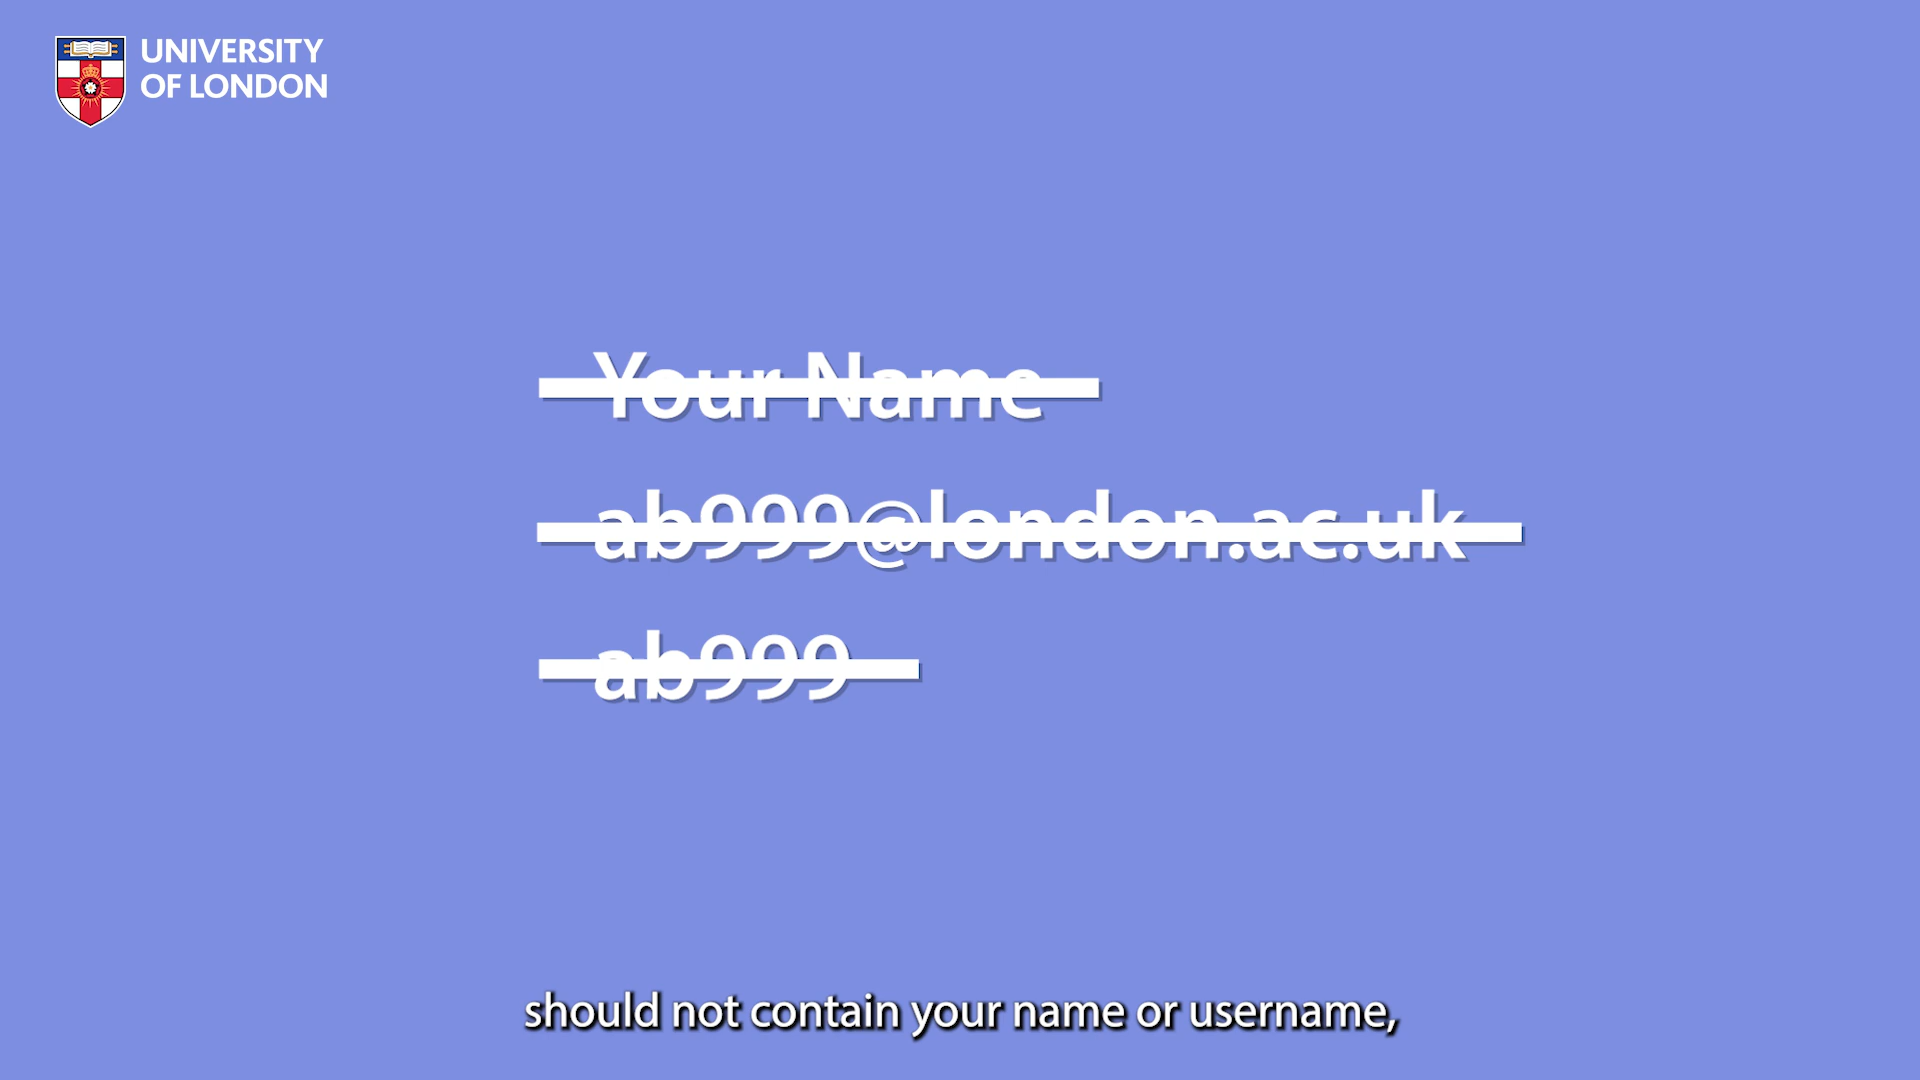 UNIVERSITY
OF LONDON
Your Name
ab999@london.ac.uk
ab999
should not contain your name or username,